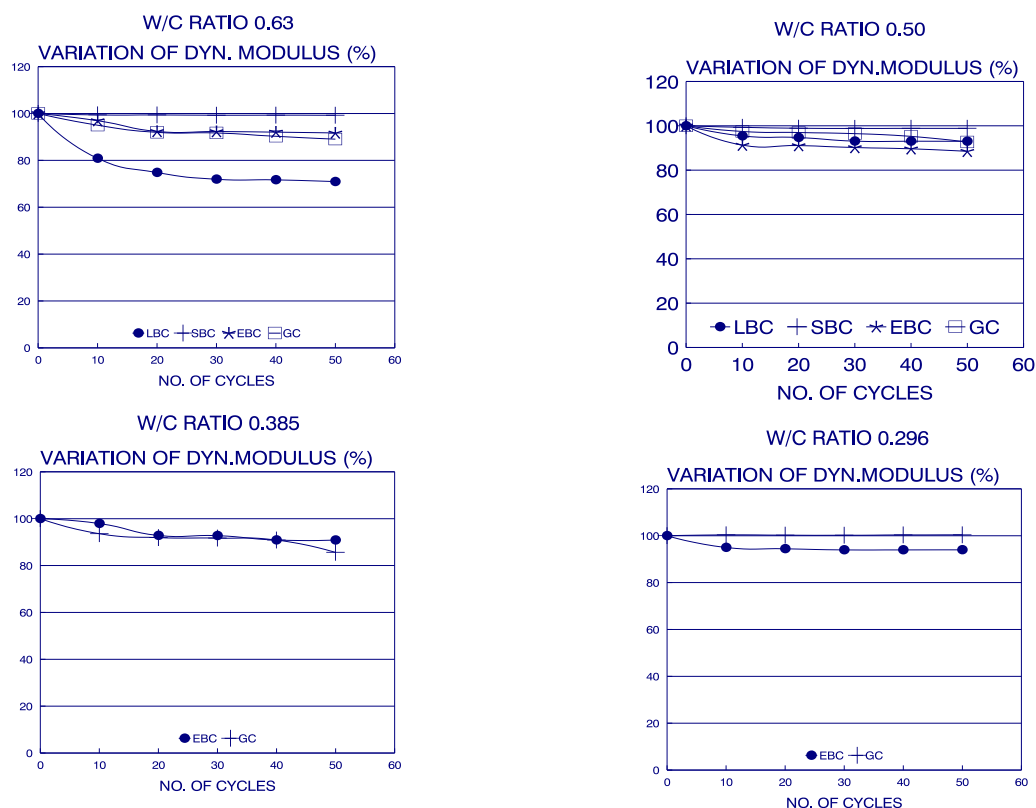 W/C RATIO 0.63
VARIATION OF DYN. MODULUS (%)
120
100
80
60
40
20
0
LBC SBC EBC GC
0 10 20 30 40 50 60
NO. OF CYCLES
W/C RATIO 0.50
VARIATION OF DYN.MODULUS (%)
120
100
80
60
40
20
0
LBC SBC EBC GC
0 10 20 30 40 50 60
NO. OF CYCLES
W/C RATIO 0.385
VARIATION OF DYN.MODULUS (%)
120
100
80
60
40
20
0
EBC GC
0 10 20 30 40 50 60
NO. OF CYCLES
W/C RATIO 0.296
VARIATION OF DYN.MODULUS (%)
120
100
80
60
40
20
0
EBC GC
0 10 20 30 40 50 60
NO. OF CYCLES